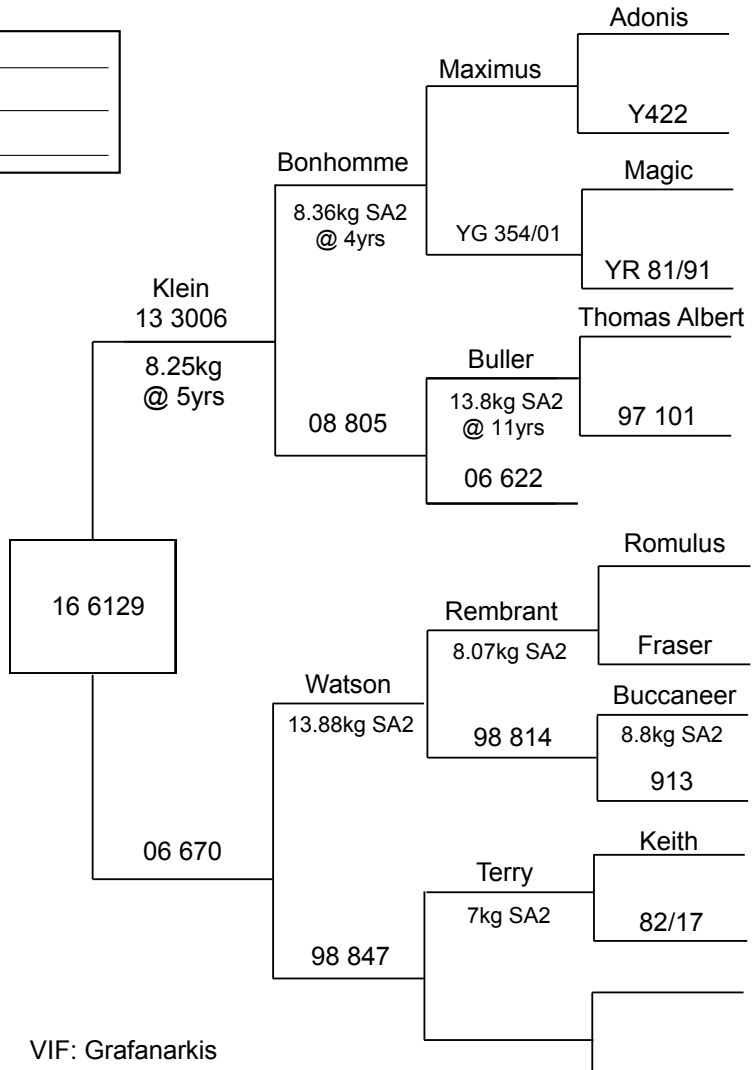 Adonis
Maximus
Y422
Bonhomme
Magic
8.36kg SA2
@ 4yrs
YG 354/01
YR 81/91
Klein
13 3006
Thomas Albert
8.25kg
@ 5yrs
Buller
13.8kg SA2
@ 11yrs
08 805
97 101
06 622
16 6129
Romulus
Rembrant
8.07kg SA2
Fraser
Watson
13.88kg SA2
Buccaneer
8.8kg SA2
98 814
913
06 670
Keith
Terry
7kg SA2
82/17
98 847
VIF: Grafanarkis